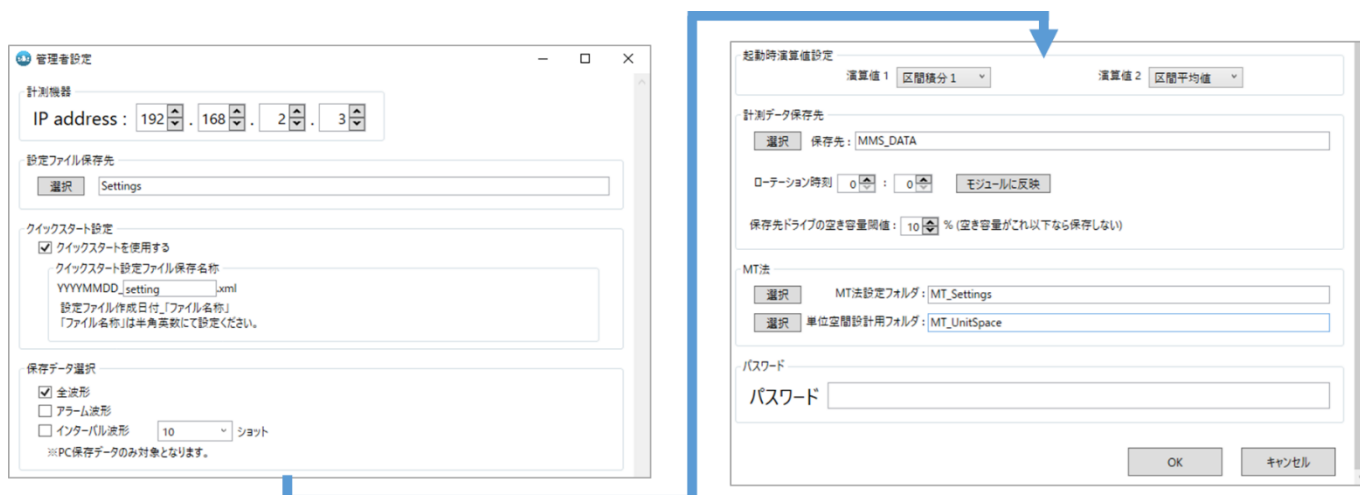 管理者設定
計測機器
IP address : 192 . 168 . 2 . 3
設定ファイル保存先
選択 Settings
クイックスタート設定
クイックスタートを使用する
クイックスタート設定ファイル保存名称
YYYYMMDD_setting.xml
設定ファイル作成日付_「ファイル名称」
「ファイル名称」は半角英数にて設定ください。
保存データ選択
全波形
アラーム波形
インターバル波形 10 ショット
※PC保存データのみ対象となります。
起動時演算値設定
演算値1 区間積分1 演算値2 区間平均値
計測データ保存先
選択 保存先: MMS_DATA
ローテーション時刻 0 : 0 モジュールに反映
保存先ドライブの空き容量閾値: 10 % (空き容量がこれ以下なら保存しない)
MT法
選択 MT法設定フォルダ: MT_Settings
選択 単位空間設計用フォルダ: MT_UnitSpace
パスワード
パスワード
OK キャンセル